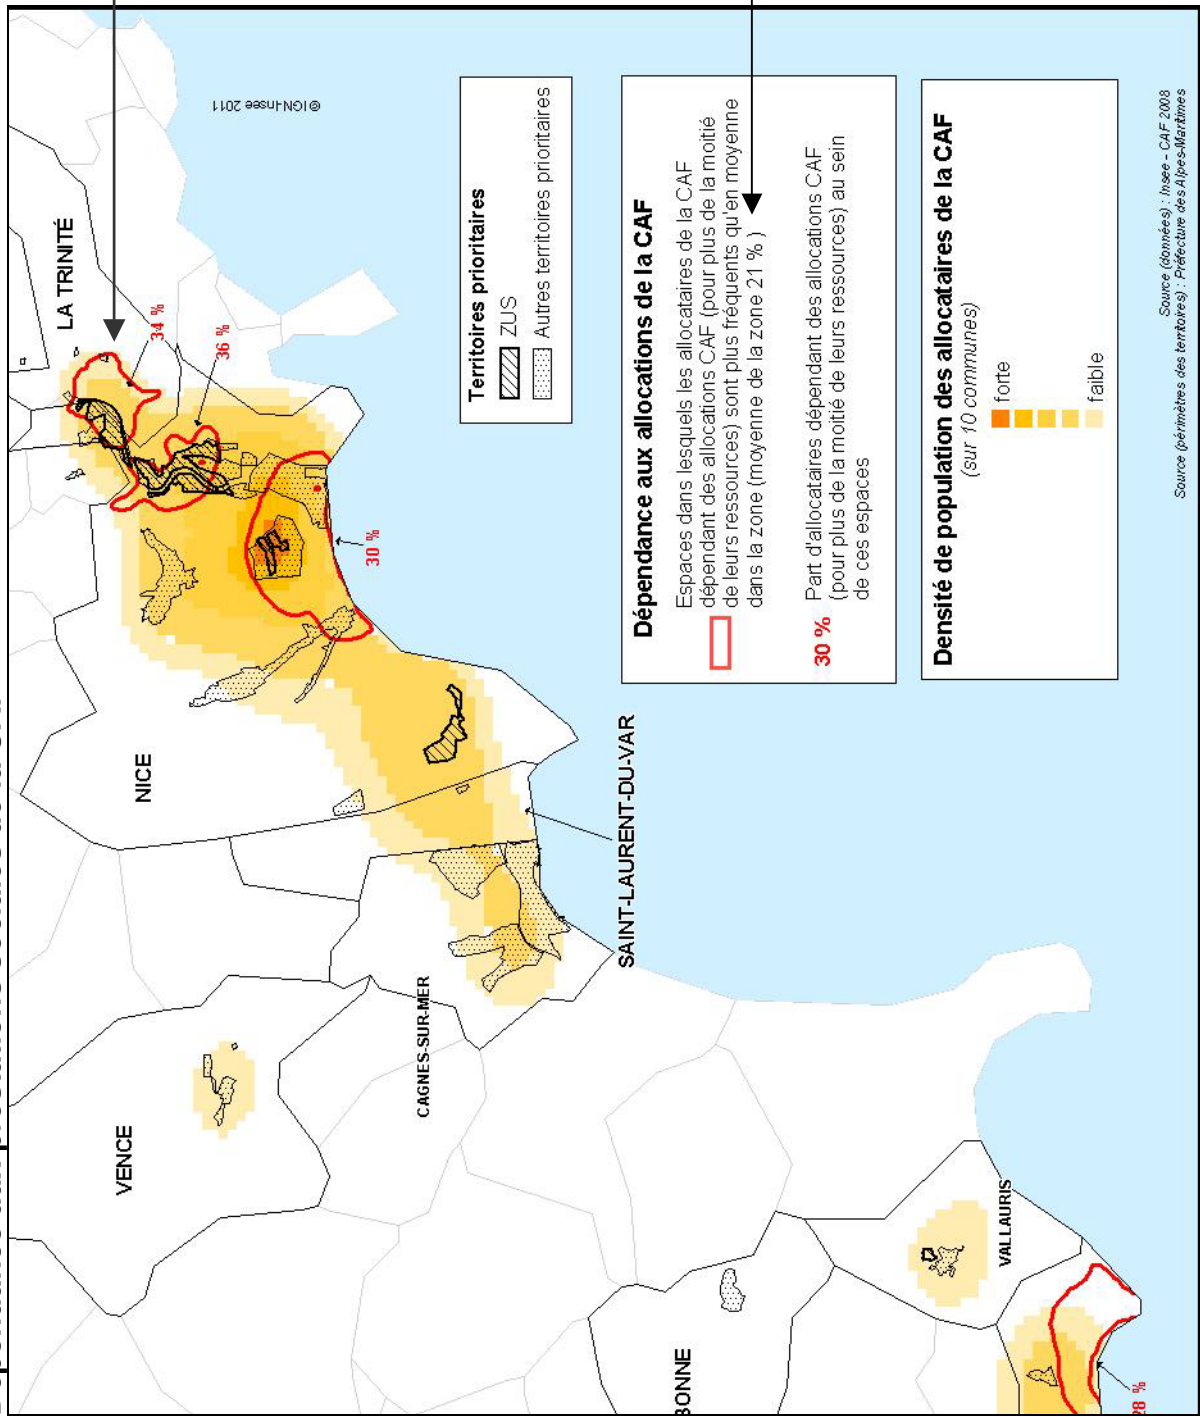 LA TRINITÉ
34 %
36 %
30 %
NICE
SAINT-LAURENT-DU-VAR
CAGNES-SUR-MER
VENCE
VALLAURIS
BONNE
28 %
©IGN-Insee 2011
Territoires prioritaires
ZUS
Autres territoires prioritaires
Dépendance aux allocations de la CAF
Espaces dans lesquels les allocataires de la CAF
dépendant des allocations CAF (pour plus de la moitié
de leurs ressources) sont plus fréquents qu'en moyenne
dans la zone (moyenne de la zone 21 % )
30 % Part d'allocataires dépendant des allocations CAF
(pour plus de la moitié de leurs ressources) au sein
de ces espaces
Densité de population des allocataires de la CAF
(sur 10 communes)
forte
faible
Source (données) : Insee - CAF 2008
Source (périmètres des territoires) : Préfecture des Alpes-Maritimes